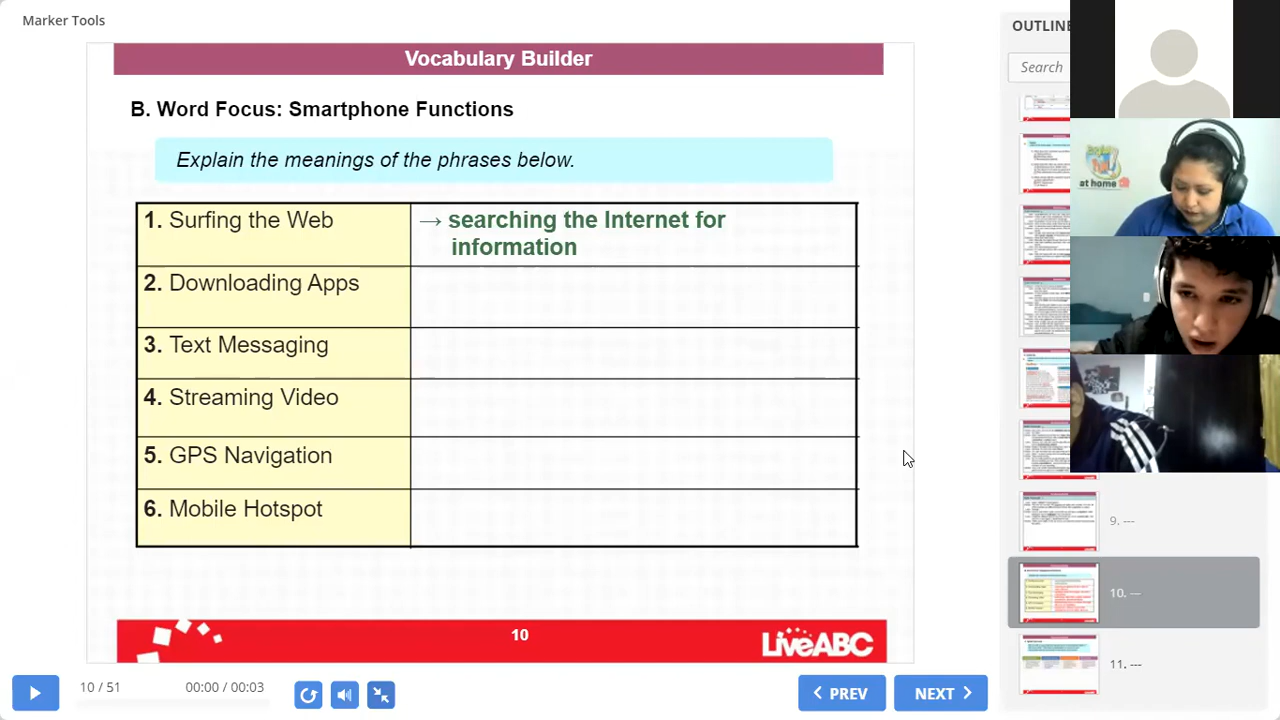 Marker Tools
OUTLINE
Search
Vocabulary Builder
B. Word Focus: Smartphone Functions
Explain the meanings of the phrases below.
1. Surfing the Web
→ searching the Internet for
information
2. Downloading Apps
3. Text Messaging
4. Streaming Video
5. GPS Navigation
6. Mobile Hotspot
10
LiveABC
at home
9. ---
10. ---
11. ---
10 / 51
00:00 / 00:03
PREV
NEXT